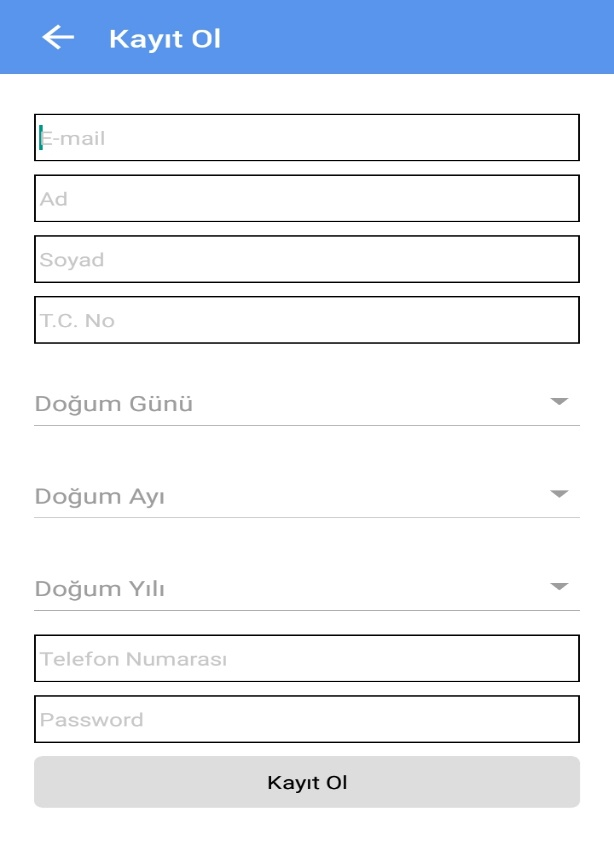 Kayıt Ol
E-mail
Ad
Soyad
T.C. No
Doğum Günü
Doğum Ayı
Doğum Yılı
Telefon Numarası
Password
Kayıt Ol